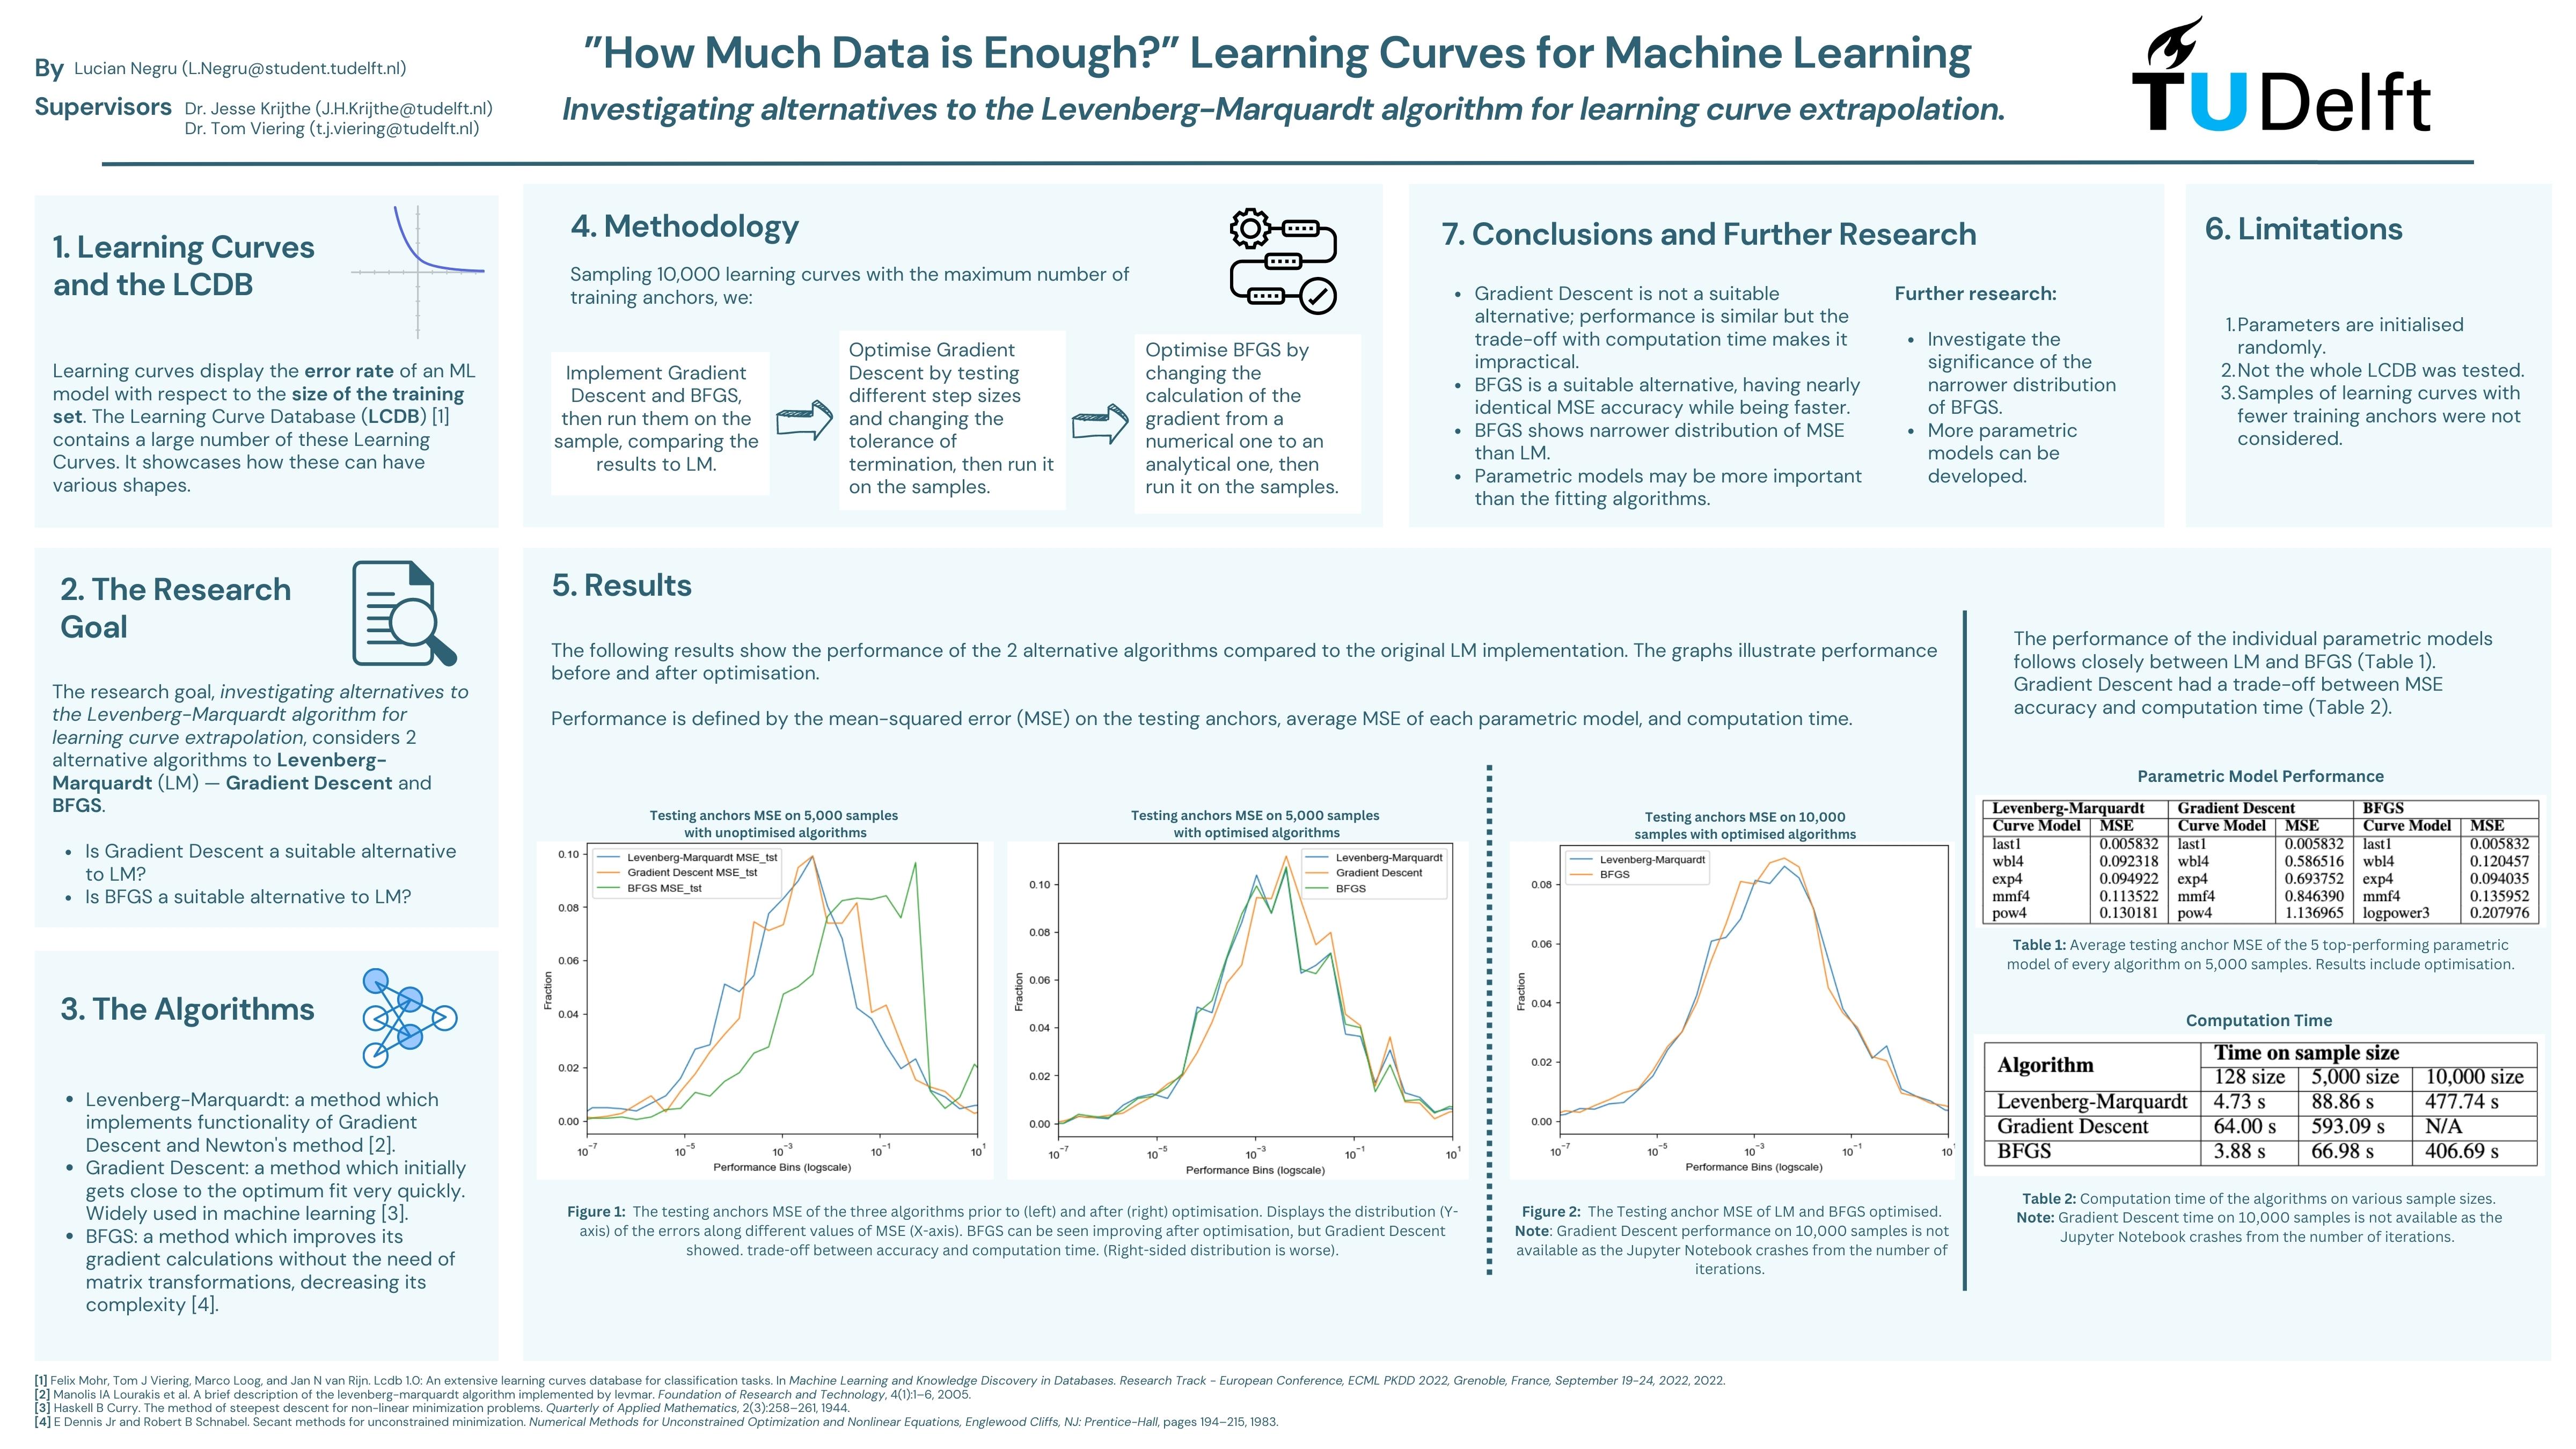 "How Much Data is Enough?" Learning Curves for Machine Learning
Investigating alternatives to the Levenberg-Marquardt algorithm for learning curve extrapolation.
By Lucian Negru (L.Negru@student.tudelft.nl)
Supervisors Dr. Jesse Krijthe (J.H.Krijthe@tudelft.nl)
Dr. Tom Viering (t.j.viering@tudelft.nl)
TUDelft
1. Learning Curves
and the LCDB
Learning curves display the error rate of an ML
model with respect to the size of the training
set. The Learning Curve Database (LCDB) [1]
contains a large number of these Learning
Curves. It showcases how these can have
various shapes.
2. The Research
Goal
The research goal, investigating alternatives to
the Levenberg-Marquardt algorithm for
learning curve extrapolation, considers 2
alternative algorithms to Levenberg-
Marquardt (LM) — Gradient Descent and
BFGS.
• Is Gradient Descent a suitable alternative
to LM?
• Is BFGS a suitable alternative to LM?
3. The Algorithms
• Levenberg-Marquardt: a method which
implements functionality of Gradient
Descent and Newton's method [2].
• Gradient Descent: a method which initially
gets close to the optimum fit very quickly.
Widely used in machine learning [3].
• BFGS: a method which improves its
gradient calculations without the need of
matrix transformations, decreasing its
complexity [4].
4. Methodology
Sampling 10,000 learning curves with the maximum number of
training anchors, we:
Implement Gradient
Descent and BFGS,
then run them on the
sample, comparing the
results to LM.
Optimise Gradient
Descent by testing
different step sizes
and changing the
tolerance of
termination, then run it
on the samples.
Optimise BFGS by
changing the
calculation of the
gradient from a
numerical one to an
analytical one, then
run it on the samples.
7. Conclusions and Further Research
• Gradient Descent is not a suitable
alternative; performance is similar but the
trade-off with computation time makes it
impractical.
• BFGS is a suitable alternative, having nearly
identical MSE accuracy while being faster.
• BFGS shows narrower distribution of MSE
than LM.
• Parametric models may be more important
than the fitting algorithms.
Further research:
• Investigate the
significance of the
narrower distribution
of BFGS.
• More parametric
models can be
developed.
6. Limitations
1. Parameters are initialised
randomly.
2. Not the whole LCDB was tested.
3. Samples of learning curves with
fewer training anchors were not
considered.
5. Results
The following results show the performance of the 2 alternative algorithms compared to the original LM implementation. The graphs illustrate performance
before and after optimisation.
Performance is defined by the mean-squared error (MSE) on the testing anchors, average MSE of each parametric model, and computation time.
Testing anchors MSE on 5,000 samples
with unoptimised algorithms
Levenberg-Marquardt MSE_tst
Gradient Descent MSE_tst
BFGS MSE_tst
Fraction
0.10
0.08
0.06
0.04
0.02
0.00
10⁻⁷ 10⁻⁵ 10⁻³ 10⁻¹ 10¹
Performance Bins (logscale)
Testing anchors MSE on 5,000 samples
with optimised algorithms
Levenberg-Marquardt
Gradient Descent
BFGS
Fraction
0.10
0.08
0.06
0.04
0.02
0.00
10⁻⁷ 10⁻⁵ 10⁻³ 10⁻¹ 10¹
Performance Bins (logscale)
Figure 1: The testing anchors MSE of the three algorithms prior to (left) and after (right) optimisation. Displays the distribution (Y-
axis) of the errors along different values of MSE (X-axis). BFGS can be seen improving after optimisation, but Gradient Descent
showed. trade-off between accuracy and computation time. (Right-sided distribution is worse).
Testing anchors MSE on 10,000
samples with optimised algorithms
Levenberg-Marquardt
BFGS
Fraction
0.08
0.06
0.04
0.02
0.00
10⁻⁷ 10⁻⁵ 10⁻³ 10⁻¹ 10¹
Performance Bins (logscale)
Figure 2: The Testing anchor MSE of LM and BFGS optimised.
Note: Gradient Descent performance on 10,000 samples is not
available as the Jupyter Notebook crashes from the number of
iterations.
The performance of the individual parametric models
follows closely between LM and BFGS (Table 1).
Gradient Descent had a trade-off between MSE
accuracy and computation time (Table 2).
Parametric Model Performance
Levenberg-Marquardt Gradient Descent BFGS
Curve Model MSE Curve Model MSE Curve Model MSE
last1 0.005832 last1 0.005832 last1 0.005832
wbl4 0.092318 wbl4 0.586516 wbl4 0.120457
exp4 0.094922 exp4 0.693752 exp4 0.094035
mmf4 0.113522 mmf4 0.846390 mmf4 0.135952
pow4 0.130181 pow4 1.136965 logpower3 0.207976
Table 1: Average testing anchor MSE of the 5 top-performing parametric
model of every algorithm on 5,000 samples. Results include optimisation.
Computation Time
Algorithm Time on sample size
128 size 5,000 size 10,000 size
Levenberg-Marquardt 4.73 s 88.86 s 477.74 s
Gradient Descent 64.00 s 593.09 s N/A
BFGS 3.88 s 66.98 s 406.69 s
Table 2: Computation time of the algorithms on various sample sizes.
Note: Gradient Descent time on 10,000 samples is not available as the
Jupyter Notebook crashes from the number of iterations.
[1] Felix Mohr, Tom J Viering, Marco Loog, and Jan N van Rijn. Lcdb 1.0: An extensive learning curves database for classification tasks. In Machine Learning and Knowledge Discovery in Databases. Research Track - European Conference, ECML PKDD 2022, Grenoble, France, September 19-24, 2022, 2022.
[2] Manolis IA Lourakis et al. A brief description of the levenberg-marquardt algorithm implemented by levmar. Foundation of Research and Technology, 4(1):1–6, 2005.
[3] Haskell B Curry. The method of steepest descent for non-linear minimization problems. Quarterly of Applied Mathematics, 2(3):258–261, 1944.
[4] E Dennis Jr and Robert B Schnabel. Secant methods for unconstrained minimization. Numerical Methods for Unconstrained Optimization and Nonlinear Equations, Englewood Cliffs, NJ: Prentice-Hall, pages 194–215, 1983.